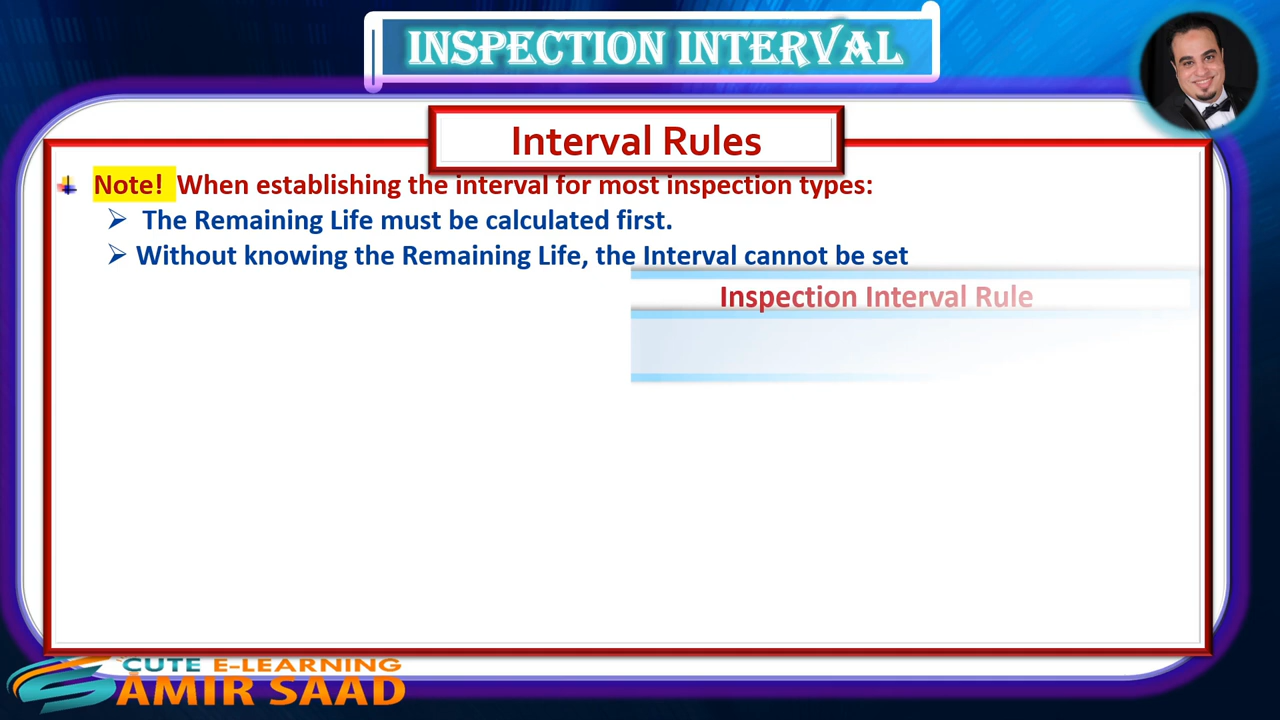 INSPECTION INTERVAL
Interval Rules
Note! When establishing the interval for most inspection types:
The Remaining Life must be calculated first.
Without knowing the Remaining Life, the Interval cannot be set
Inspection Interval Rule
CUTE E-LEARNING
AMIR SAAD